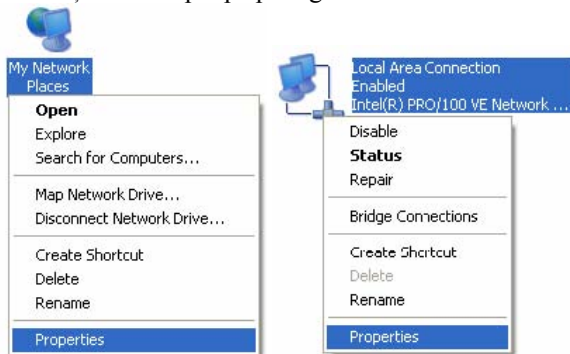 My Network
Places
Open
Explore
Search for Computers...
Map Network Drive...
Disconnect Network Drive...
Create Shortcut
Delete
Rename
Properties
Local Area Connection
Enabled
Intel(R) PRO/100 VE Network ...
Disable
Status
Repair
Bridge Connections
Create Shortcut
Delete
Rename
Properties